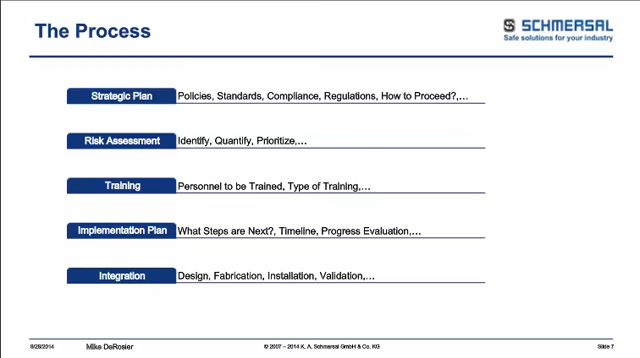 The Process
SCHMERSAL
Safe solutions for your industry
Strategic Plan Policies, Standards, Compliance, Regulations, How to Proceed?,...
Risk Assessment Identify, Quantify, Prioritize,...
Training Personnel to be Trained, Type of Training,...
Implementation Plan What Steps are Next?, Timeline, Progress Evaluation,...
Integration Design, Fabrication, Installation, Validation,...
8/28/2014 Mike DeRosier © 2007 – 2014 K. A. Schmersal GmbH & Co. KG Slide 7